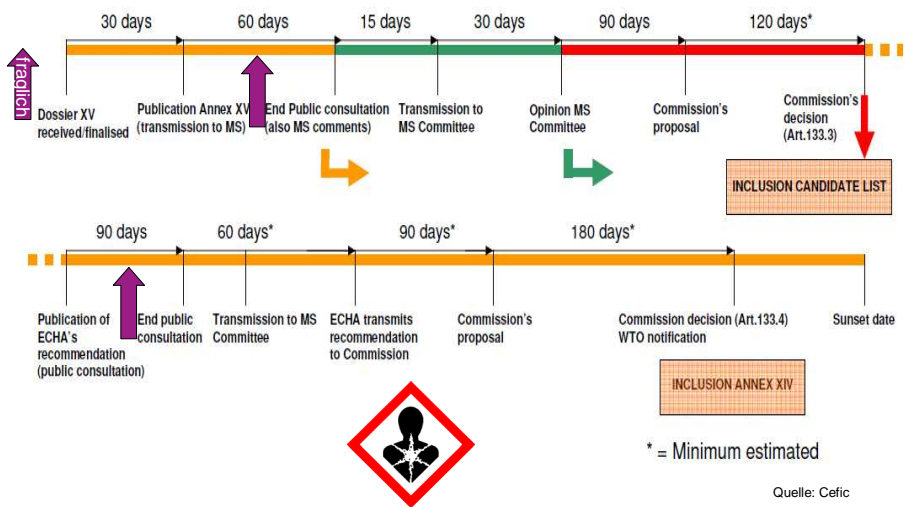 30 days 60 days 15 days 30 days 90 days 120 days*
fraglich
Dossier XV
received/finalised
Publication Annex XV
(transmission to MS)
End Public consultation
(also MS comments)
Transmission to
MS Committee
Opinion MS
Committee
Commission's
proposal
Commission's
decision
(Art.133.3)
INCLUSION CANDIDATE LIST
90 days 60 days* 90 days* 180 days*
Publication of
ECHA's
recommendation
(public consultation)
End public
consultation
Transmission to MS
Committee
ECHA transmits
recommendation
to Commission
Commission's
proposal
Commission decision (Art.133.4)
WTO notification
Sunset date
INCLUSION ANNEX XIV
* = Minimum estimated
Quelle: Cefic